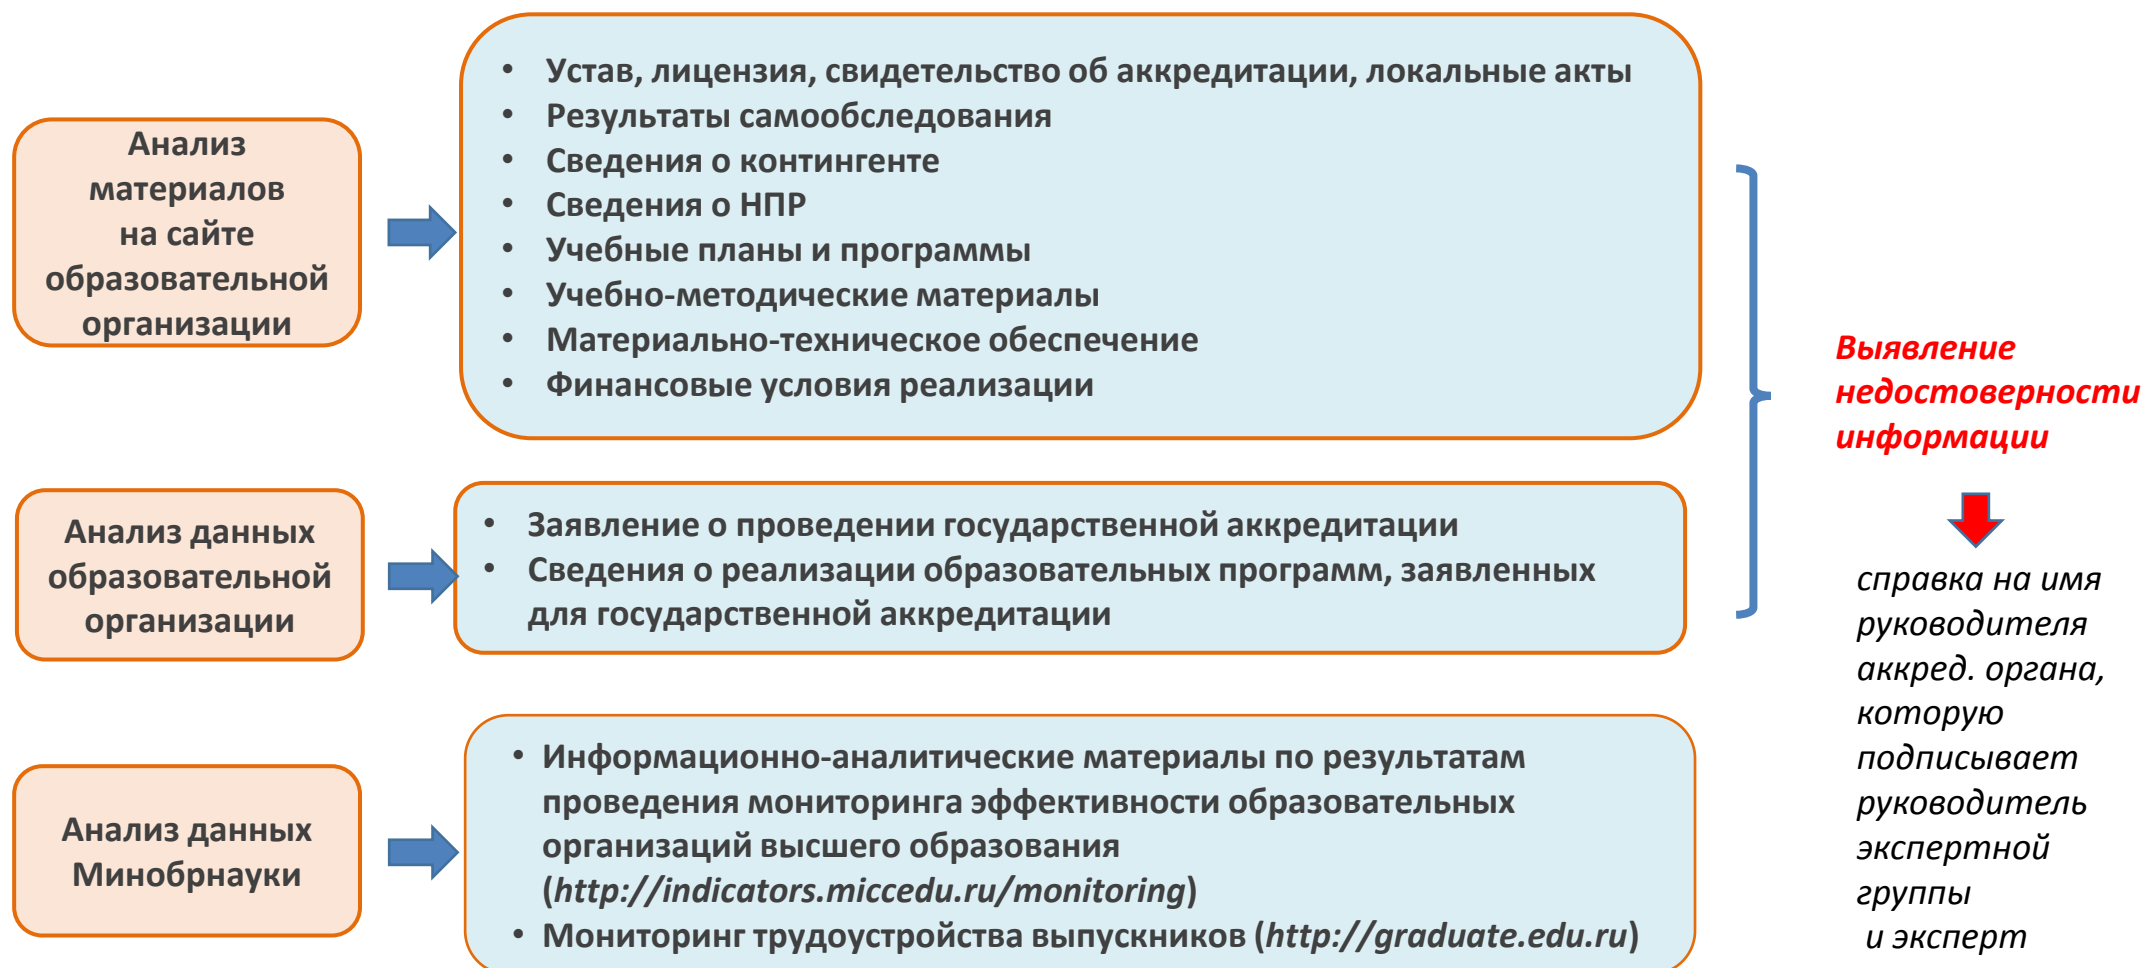 Анализ
материалов
на сайте
образовательной
организации
• Устав, лицензия, свидетельство об аккредитации, локальные акты
• Результаты самообследования
• Сведения о контингенте
• Сведения о НПР
• Учебные планы и программы
• Учебно-методические материалы
• Материально-техническое обеспечение
• Финансовые условия реализации
Анализ данных
образовательной
организации
• Заявление о проведении государственной аккредитации
• Сведения о реализации образовательных программ, заявленных
для государственной аккредитации
Анализ данных
Минобрнауки
• Информационно-аналитические материалы по результатам
проведения мониторинга эффективности образовательных
организаций высшего образования
(http://indicators.miccedu.ru/monitoring)
• Мониторинг трудоустройства выпускников (http://graduate.edu.ru)
Выявление
недостоверности
информации
справка на имя
руководителя
аккред. органа,
которую
подписывает
руководитель
экспертной
группы
и эксперт